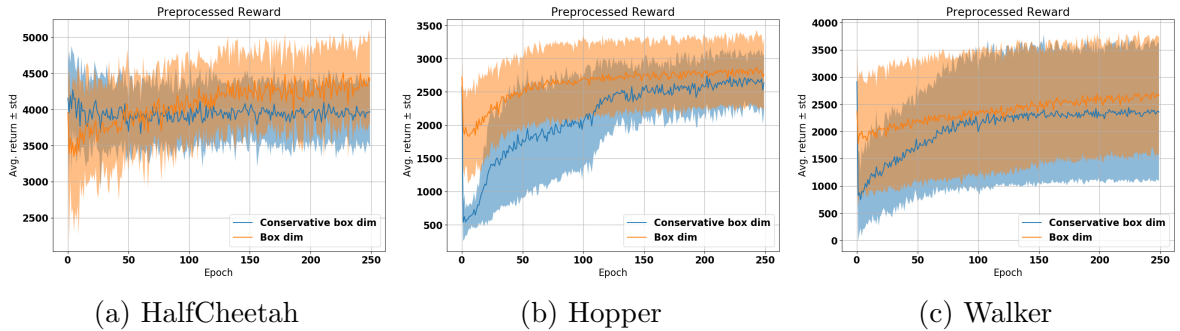 Preprocessed Reward
Avg. return ± std
5000
4500
4000
3500
3000
2500
0 50 100 150 200 250
Epoch
Conservative box dim
Box dim
(a) HalfCheetah
Preprocessed Reward
Avg. return ± std
3500
3000
2500
2000
1500
1000
500
0 50 100 150 200 250
Epoch
Conservative box dim
Box dim
(b) Hopper
Preprocessed Reward
Avg. return ± std
4000
3500
3000
2500
2000
1500
1000
500
0
0 50 100 150 200 250
Epoch
Conservative box dim
Box dim
(c) Walker